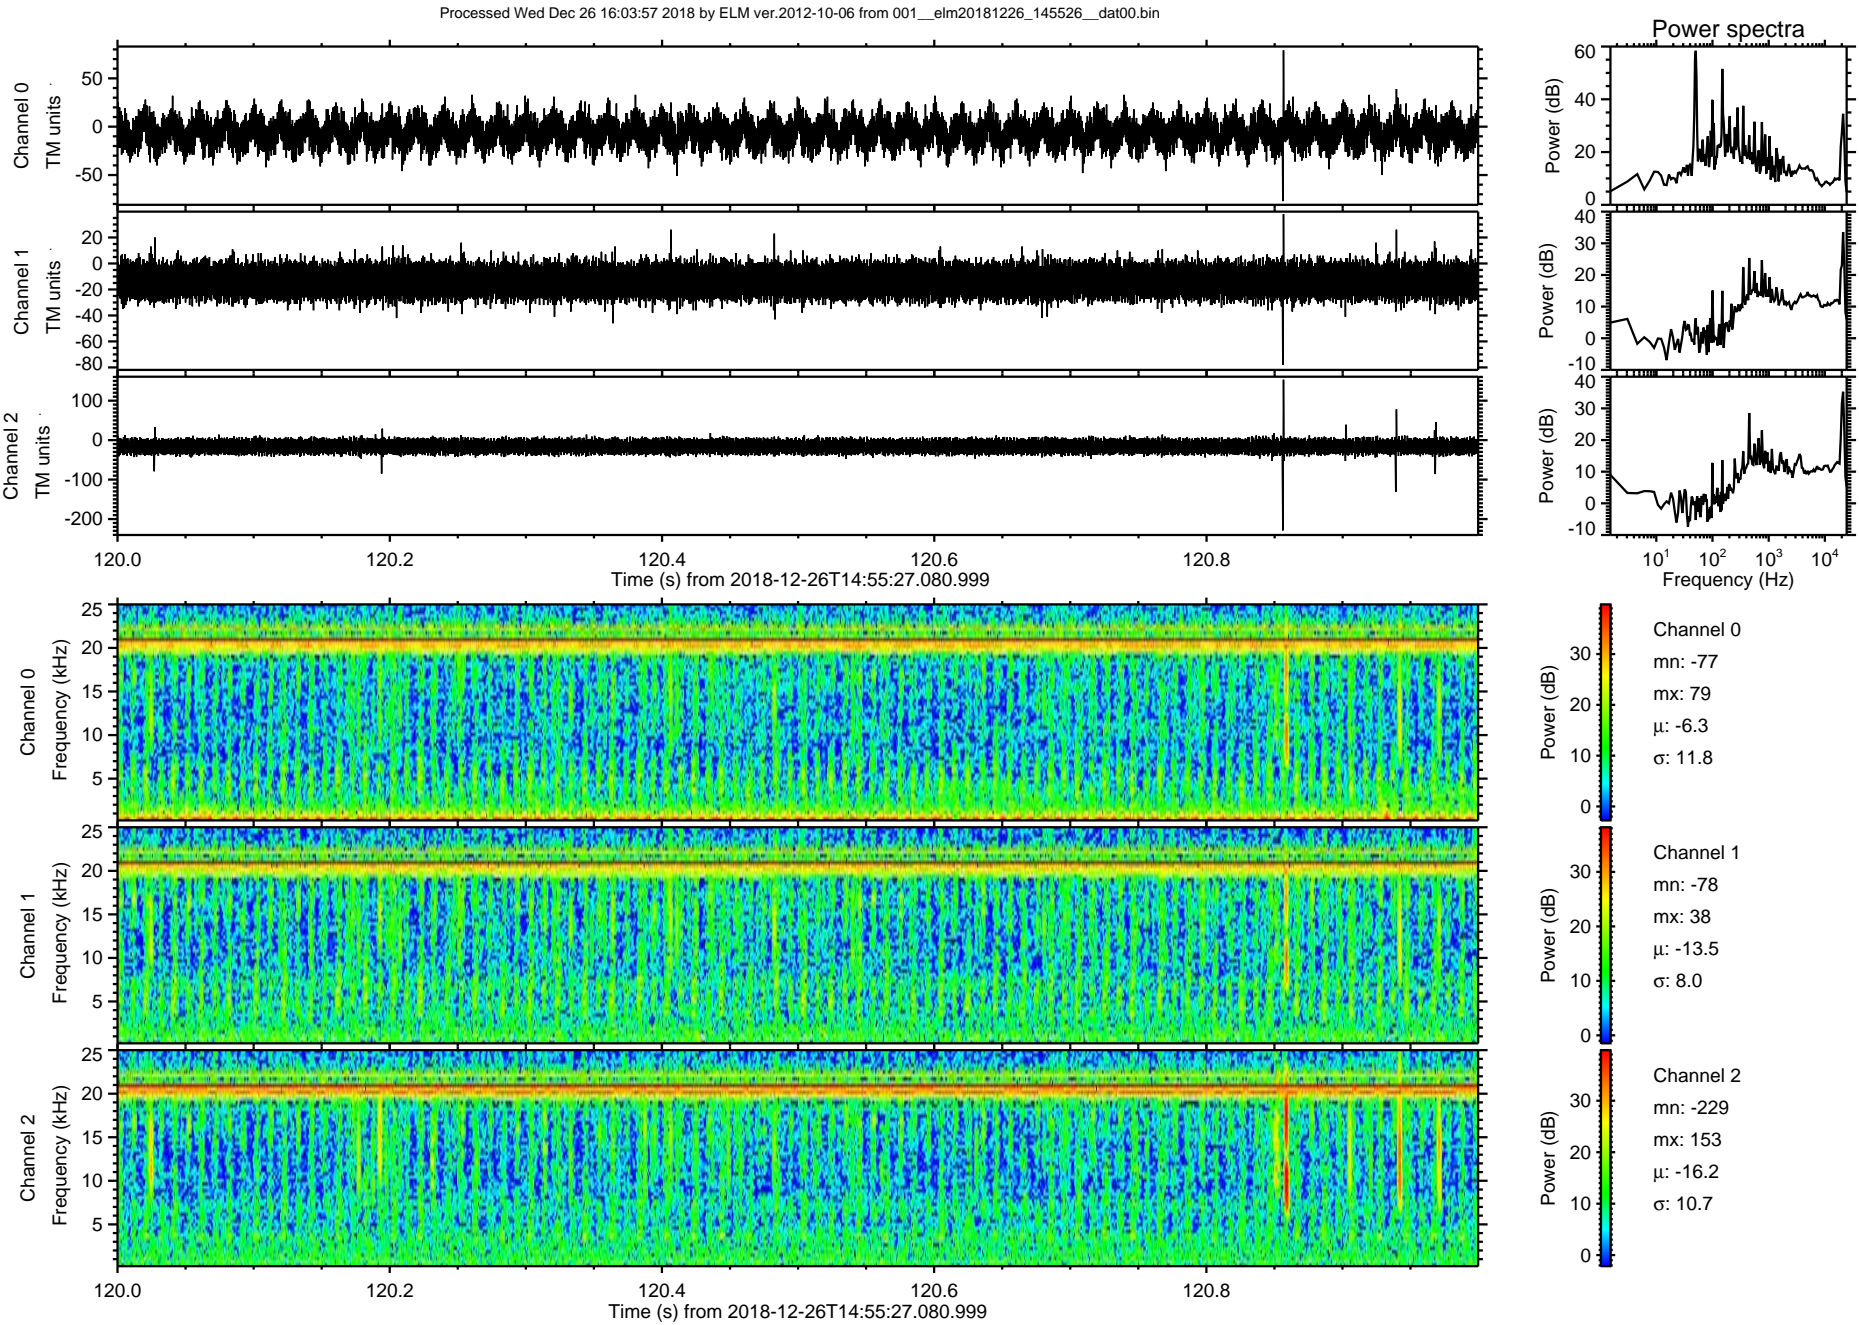 Processed Wed Dec 26 16:03:57 2018 by ELM ver.2012-10-06 from 001__elm20181226_145526__dat00.bin
Power spectra
Channel 0
TM units
50
0
-50
Power (dB)
60
40
20
0
Channel 1
TM units
20
0
-20
-40
-60
-80
Power (dB)
40
30
20
10
0
-10
Channel 2
TM units
100
0
-100
-200
Power (dB)
40
30
20
10
0
-10
120.0 120.2 120.4 120.6 120.8
Time (s) from 2018-12-26T14:55:27.080.999
10¹ 10² 10³ 10⁴
Frequency (Hz)
Channel 0
Frequency (kHz)
25
20
15
10
5
Power (dB)
30
20
10
0
Channel 0
mn: -77
mx: 79
μ: -6.3
σ: 11.8
Channel 1
Frequency (kHz)
25
20
15
10
5
Power (dB)
30
20
10
0
Channel 1
mn: -78
mx: 38
μ: -13.5
σ: 8.0
Channel 2
Frequency (kHz)
25
20
15
10
5
Power (dB)
30
20
10
0
Channel 2
mn: -229
mx: 153
μ: -16.2
σ: 10.7
120.0 120.2 120.4 120.6 120.8
Time (s) from 2018-12-26T14:55:27.080.999